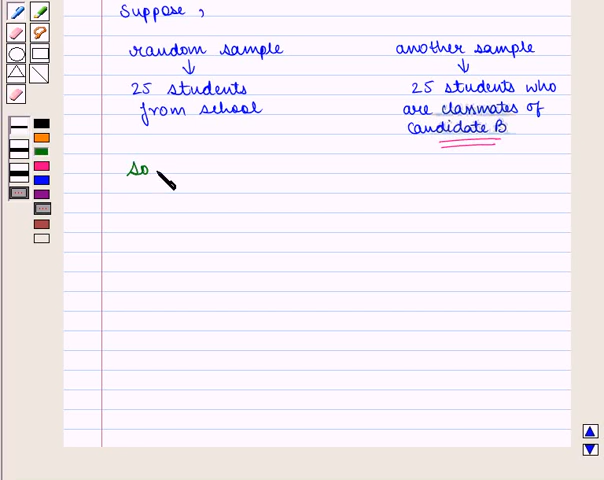 Suppose,
random sample
↓
25 students
from school
another sample
↓
25 students who
are classmates of
candidate B
so